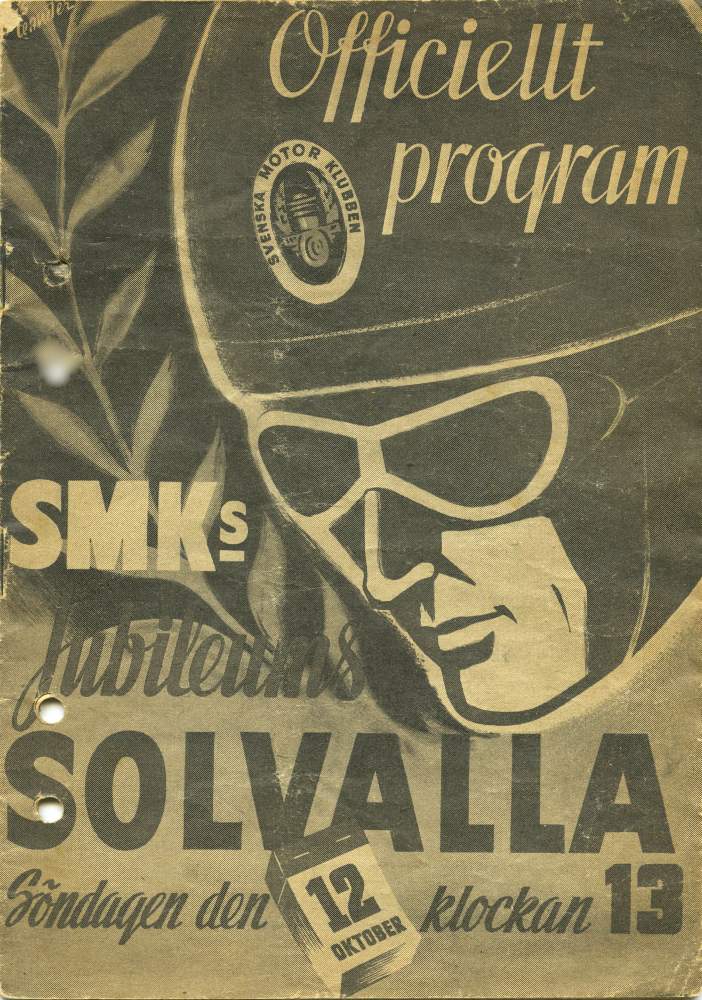 Officiellt
program
SVENSKA MOTOR KLUBBEN
SMKs
Jubileums
SOLVALLA
Söndagen den 12 OKTOBER klockan 13